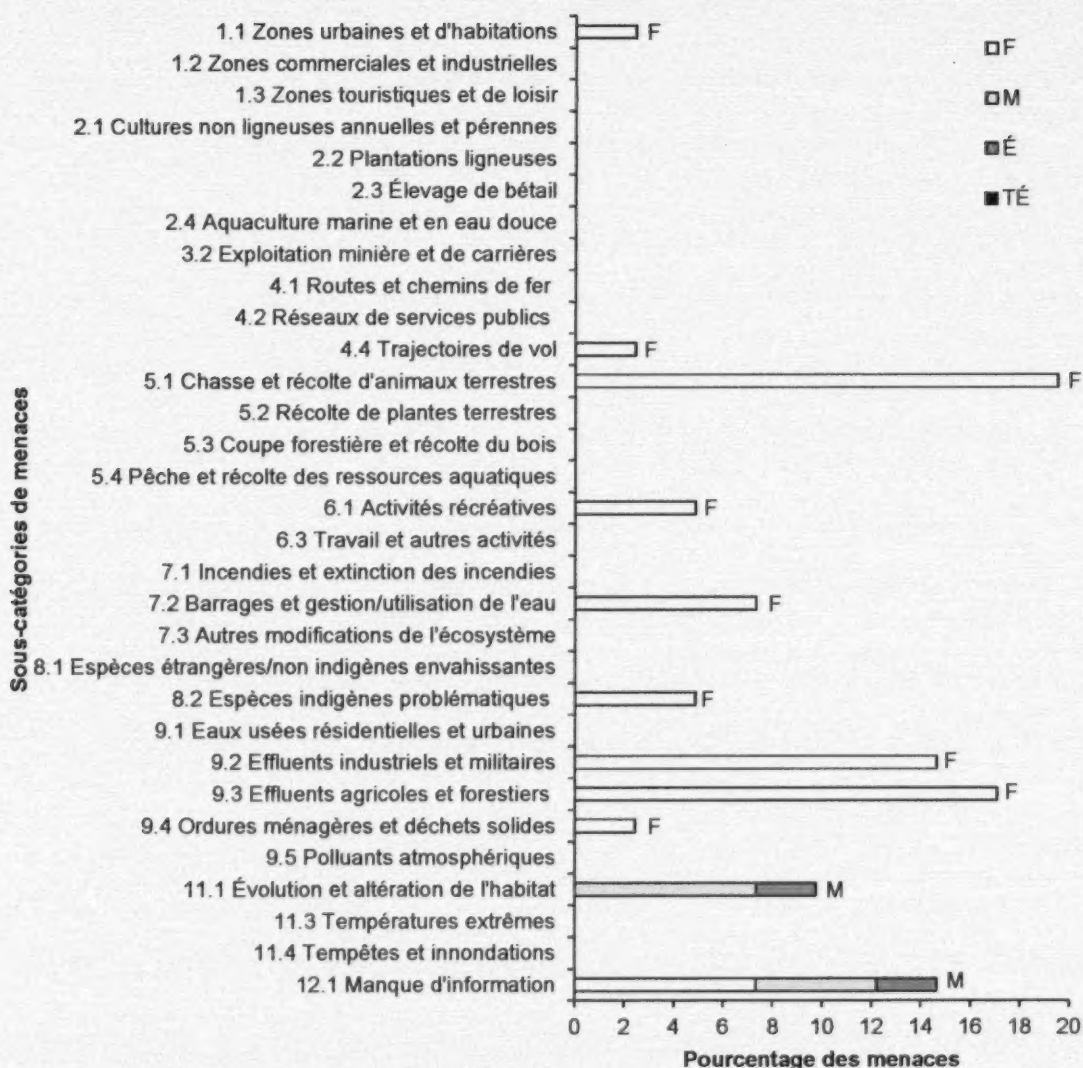 1.1 Zones urbaines et d'habitations F
1.2 Zones commerciales et industrielles
1.3 Zones touristiques et de loisir
2.1 Cultures non ligneuses annuelles et pérennes
2.2 Plantations ligneuses
2.3 Élevage de bétail
2.4 Aquaculture marine et en eau douce
3.2 Exploitation minière et de carrières
4.1 Routes et chemins de fer
4.2 Réseaux de services publics
4.4 Trajectoires de vol F
5.1 Chasse et récolte d'animaux terrestres F
5.2 Récolte de plantes terrestres
5.3 Coupe forestière et récolte du bois
5.4 Pêche et récolte des ressources aquatiques
6.1 Activités récréatives F
6.3 Travail et autres activités
7.1 Incendies et extinction des incendies
7.2 Barrages et gestion/utilisation de l'eau F
7.3 Autres modifications de l'écosystème
8.1 Espèces étrangères/non indigènes envahissantes
8.2 Espèces indigènes problématiques F
9.1 Eaux usées résidentielles et urbaines
9.2 Effluents industriels et militaires F
9.3 Effluents agricoles et forestiers F
9.4 Ordures ménagères et déchets solides F
9.5 Polluants atmosphériques
11.1 Évolution et altération de l'habitat M
11.3 Températures extrêmes
11.4 Tempêtes et innondations
12.1 Manque d'information M
Sous-catégories de menaces
F
M
É
TÉ
0 2 4 6 8 10 12 14 16 18 20
Pourcentage des menaces